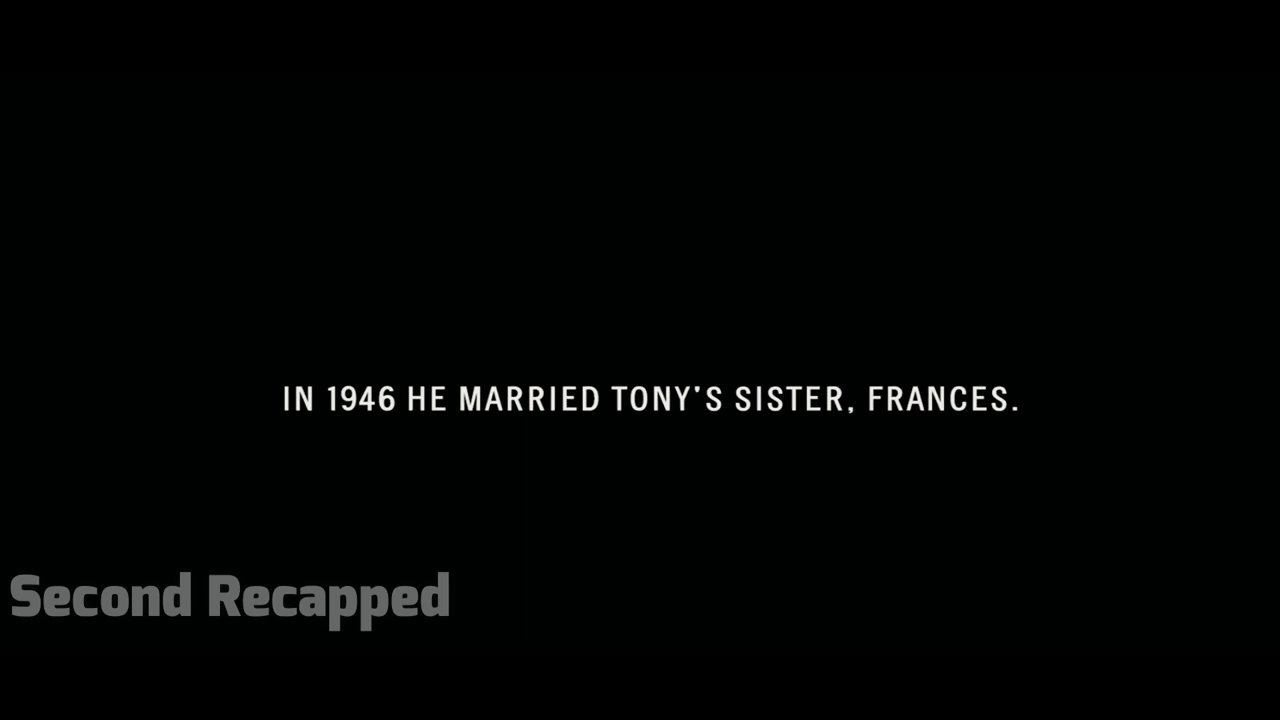 IN 1946 HE MARRIED TONY'S SISTER, FRANCES.
Second Recapped